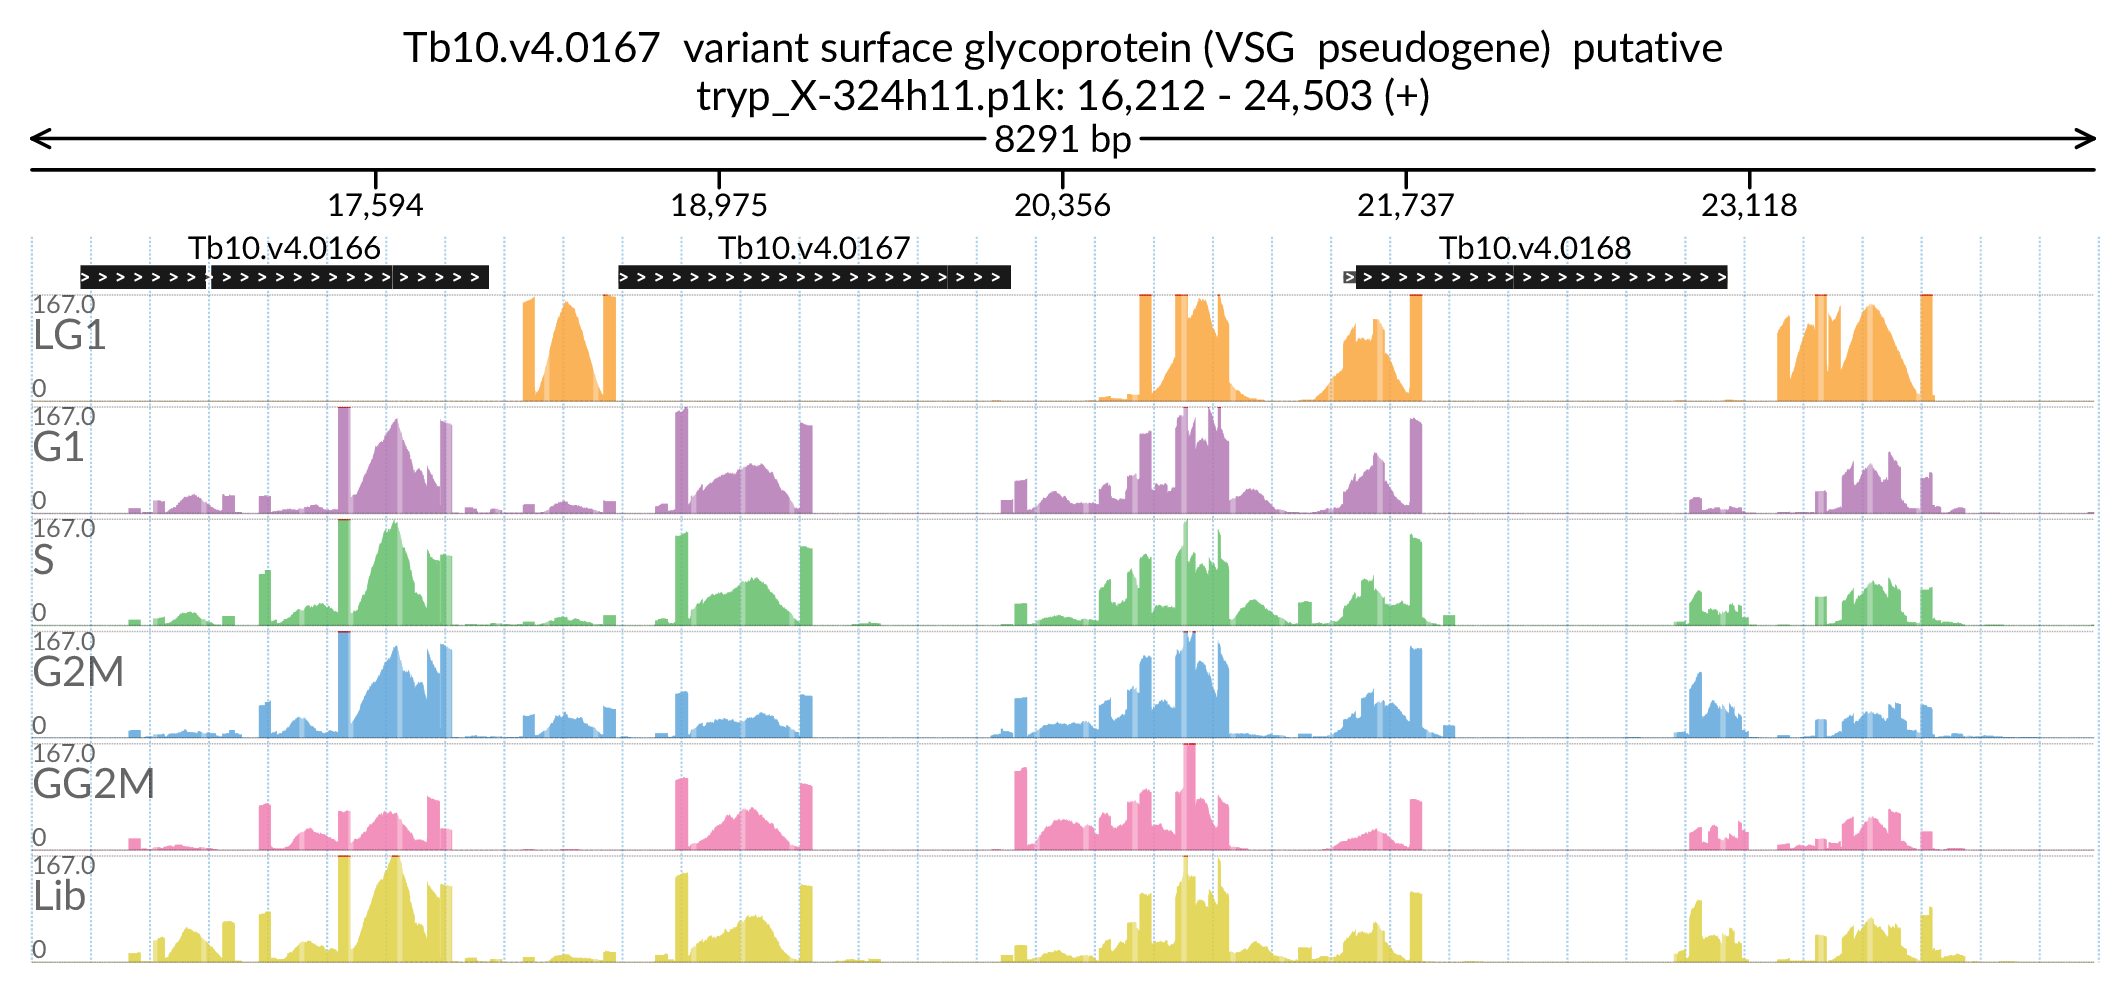 Tb10.v4.0167 variant surface glycoprotein (VSG pseudogene) putative
tryp_X-324h11.p1k: 16,212 - 24,503 (+)
8291 bp
17,594 18,975 20,356 21,737 23,118
Tb10.v4.0166 Tb10.v4.0167 Tb10.v4.0168
167.0
LG1
0
167.0
G1
0
167.0
S
0
167.0
G2M
0
167.0
GG2M
0
167.0
Lib
0